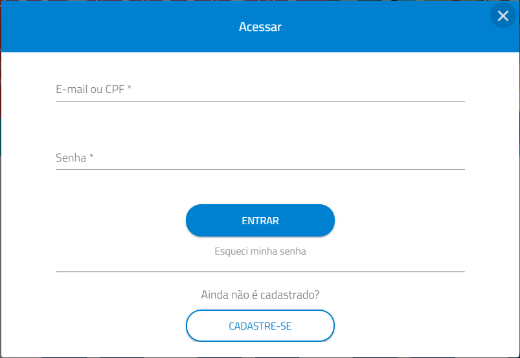 Acessar
E-mail ou CPF *
Senha *
ENTRAR
Esqueci minha senha
Ainda não é cadastrado?
CADASTRE-SE